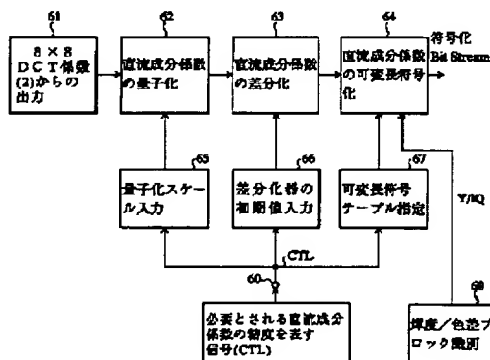 61
8×8
DCT係数
(2)からの
出力
62
直流成分係数
の量子化
63
直流成分係数
の差分化
64
直流成分係数
の可変長符号
化
符号化
Bit Stream
65
量子化スケー
ル入力
66
差分化器の
初期値入力
67
可変長符号
テーブル指定
Y/IQ
CTL
60
必要とされる直流成分
係数の精度を表す
信号(CTL)
68
輝度/色差ブ
ロック識別